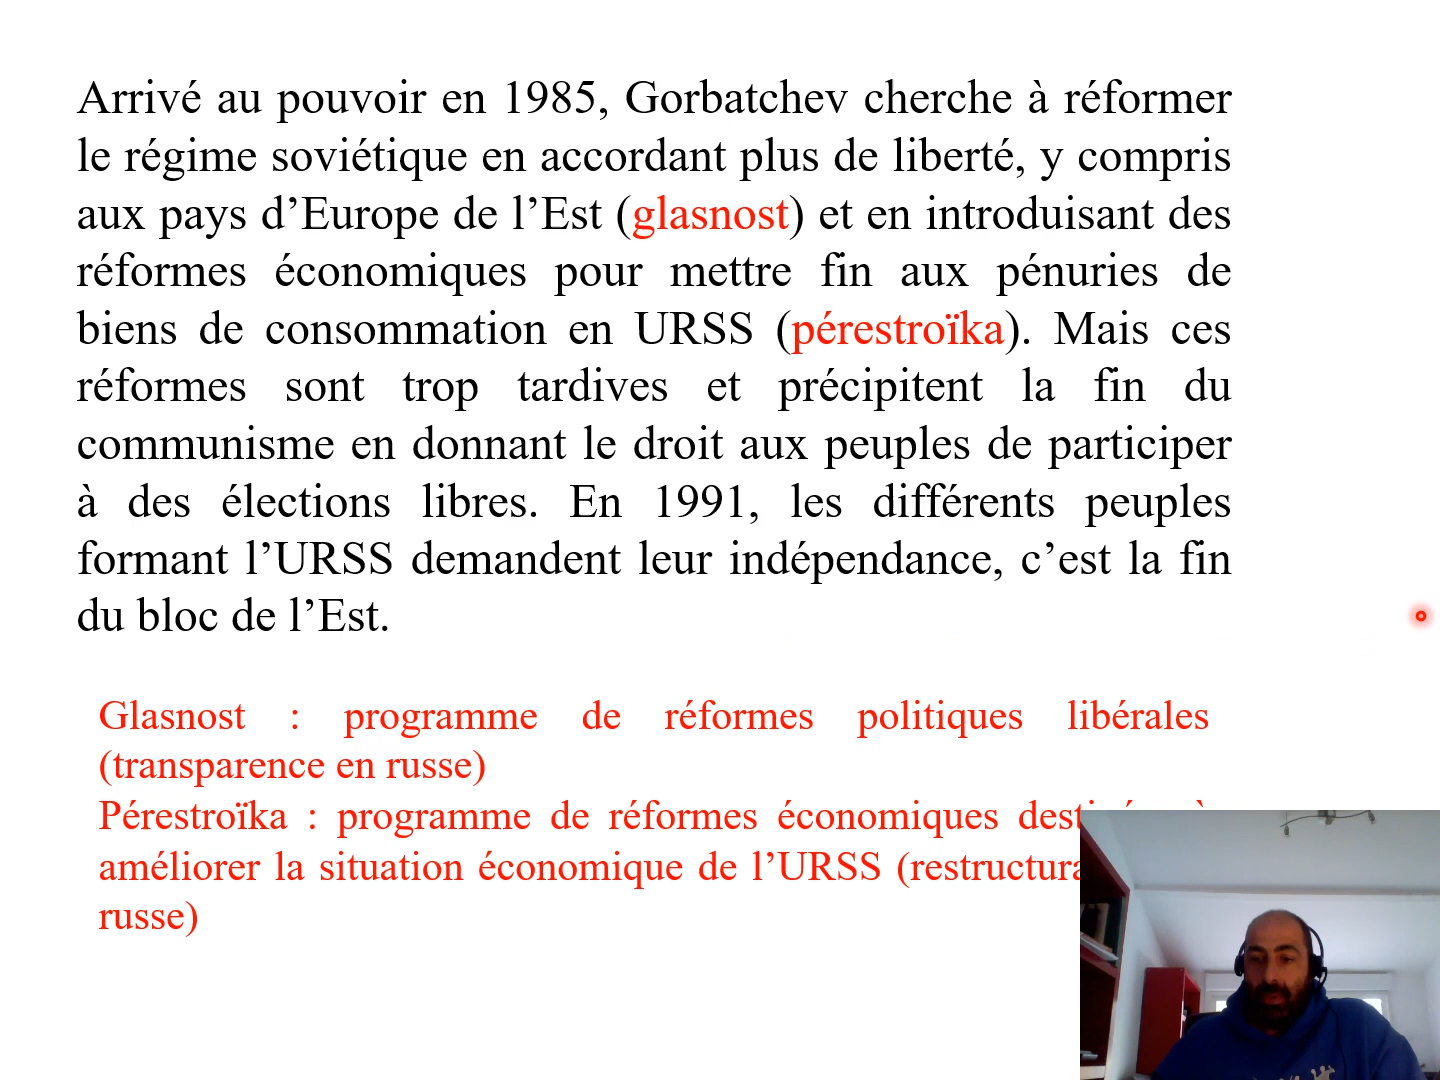 Arrivé au pouvoir en 1985, Gorbatchev cherche à réformer
le régime soviétique en accordant plus de liberté, y compris
aux pays d’Europe de l’Est (glasnost) et en introduisant des
réformes économiques pour mettre fin aux pénuries de
biens de consommation en URSS (pérestroïka). Mais ces
réformes sont trop tardives et précipitent la fin du
communisme en donnant le droit aux peuples de participer
à des élections libres. En 1991, les différents peuples
formant l’URSS demandent leur indépendance, c’est la fin
du bloc de l’Est.
Glasnost : programme de réformes politiques libérales
(transparence en russe)
Pérestroïka : programme de réformes économiques
améliorer la situation économique de l’URSS
russe)